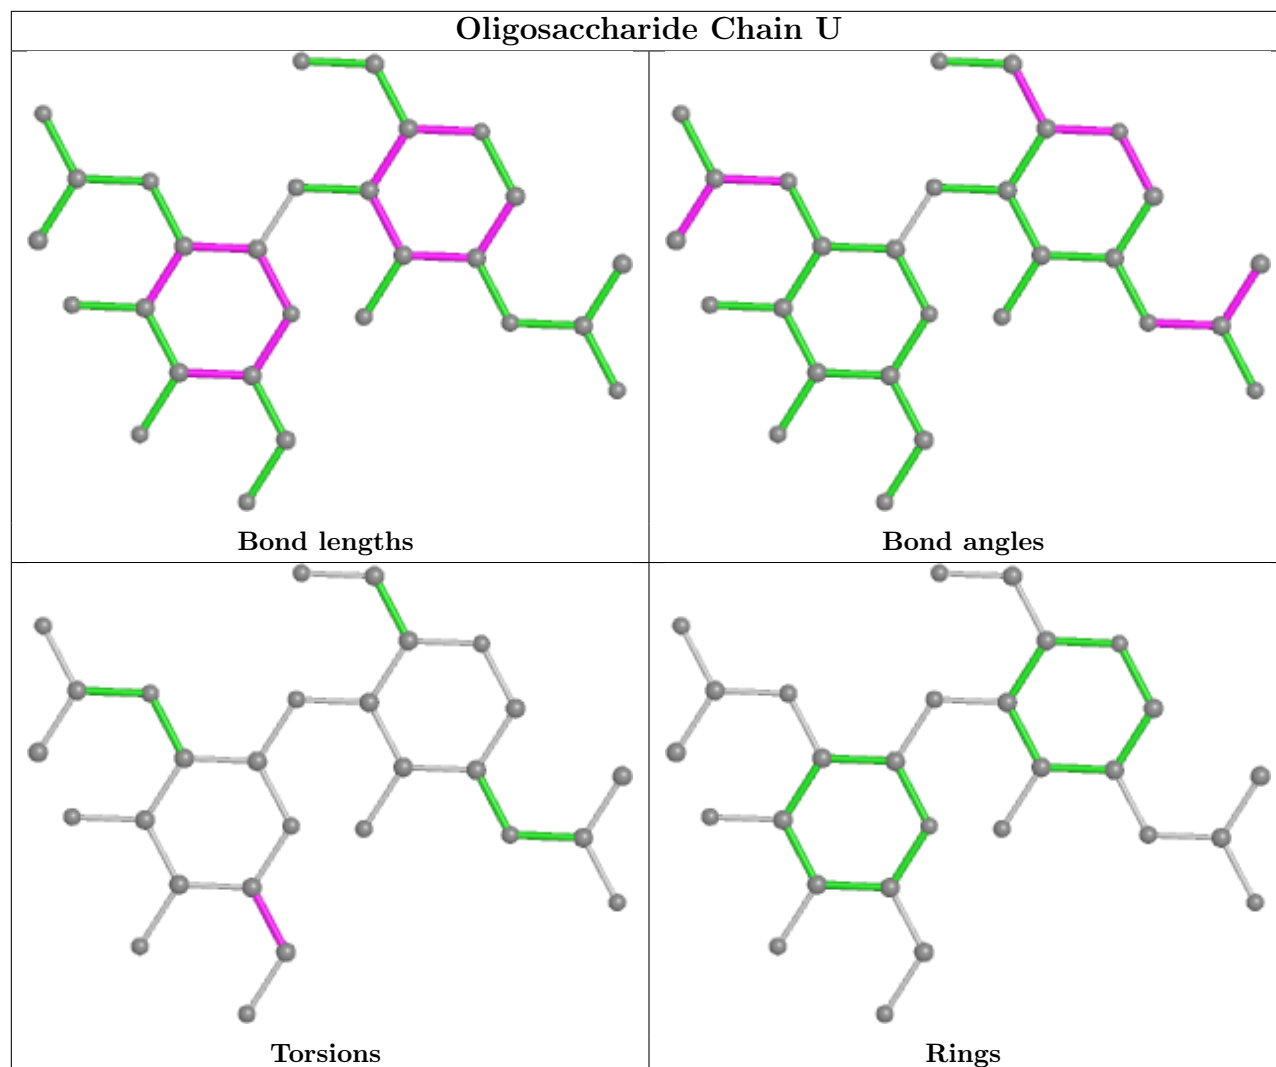 Oligosaccharide Chain U
Bond lengths
Bond angles
Torsions
Rings